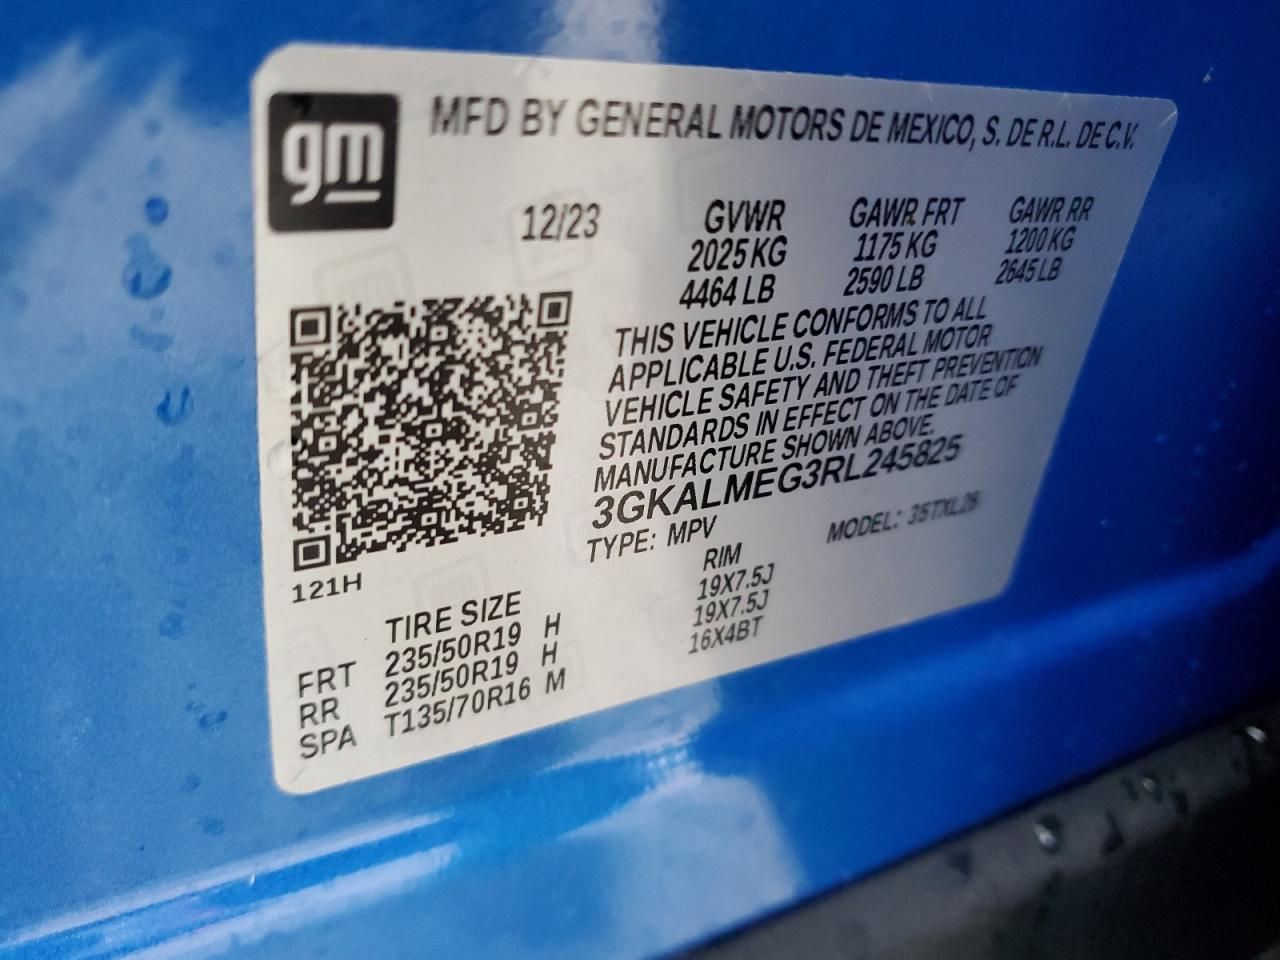 gm
MFD BY GENERAL MOTORS DE MEXICO, S. DE R.L. DE C.V.
12/23 GVWR GAWR FRT GAWR RR
2025 KG 1175 KG 1200 KG
4464 LB 2590 LB 2645 LB
THIS VEHICLE CONFORMS TO ALL
APPLICABLE U.S. FEDERAL MOTOR
VEHICLE SAFETY AND THEFT PREVENTION
STANDARDS IN EFFECT ON THE DATE OF
MANUFACTURE SHOWN ABOVE.
3GKALMEG3RL245825
TYPE: MPV MODEL: 35TXL26
121H
TIRE SIZE RIM
FRT 235/50R19 H 19X7.5J
RR 235/50R19 H 19X7.5J
SPA T135/70R16 M 16X4BT